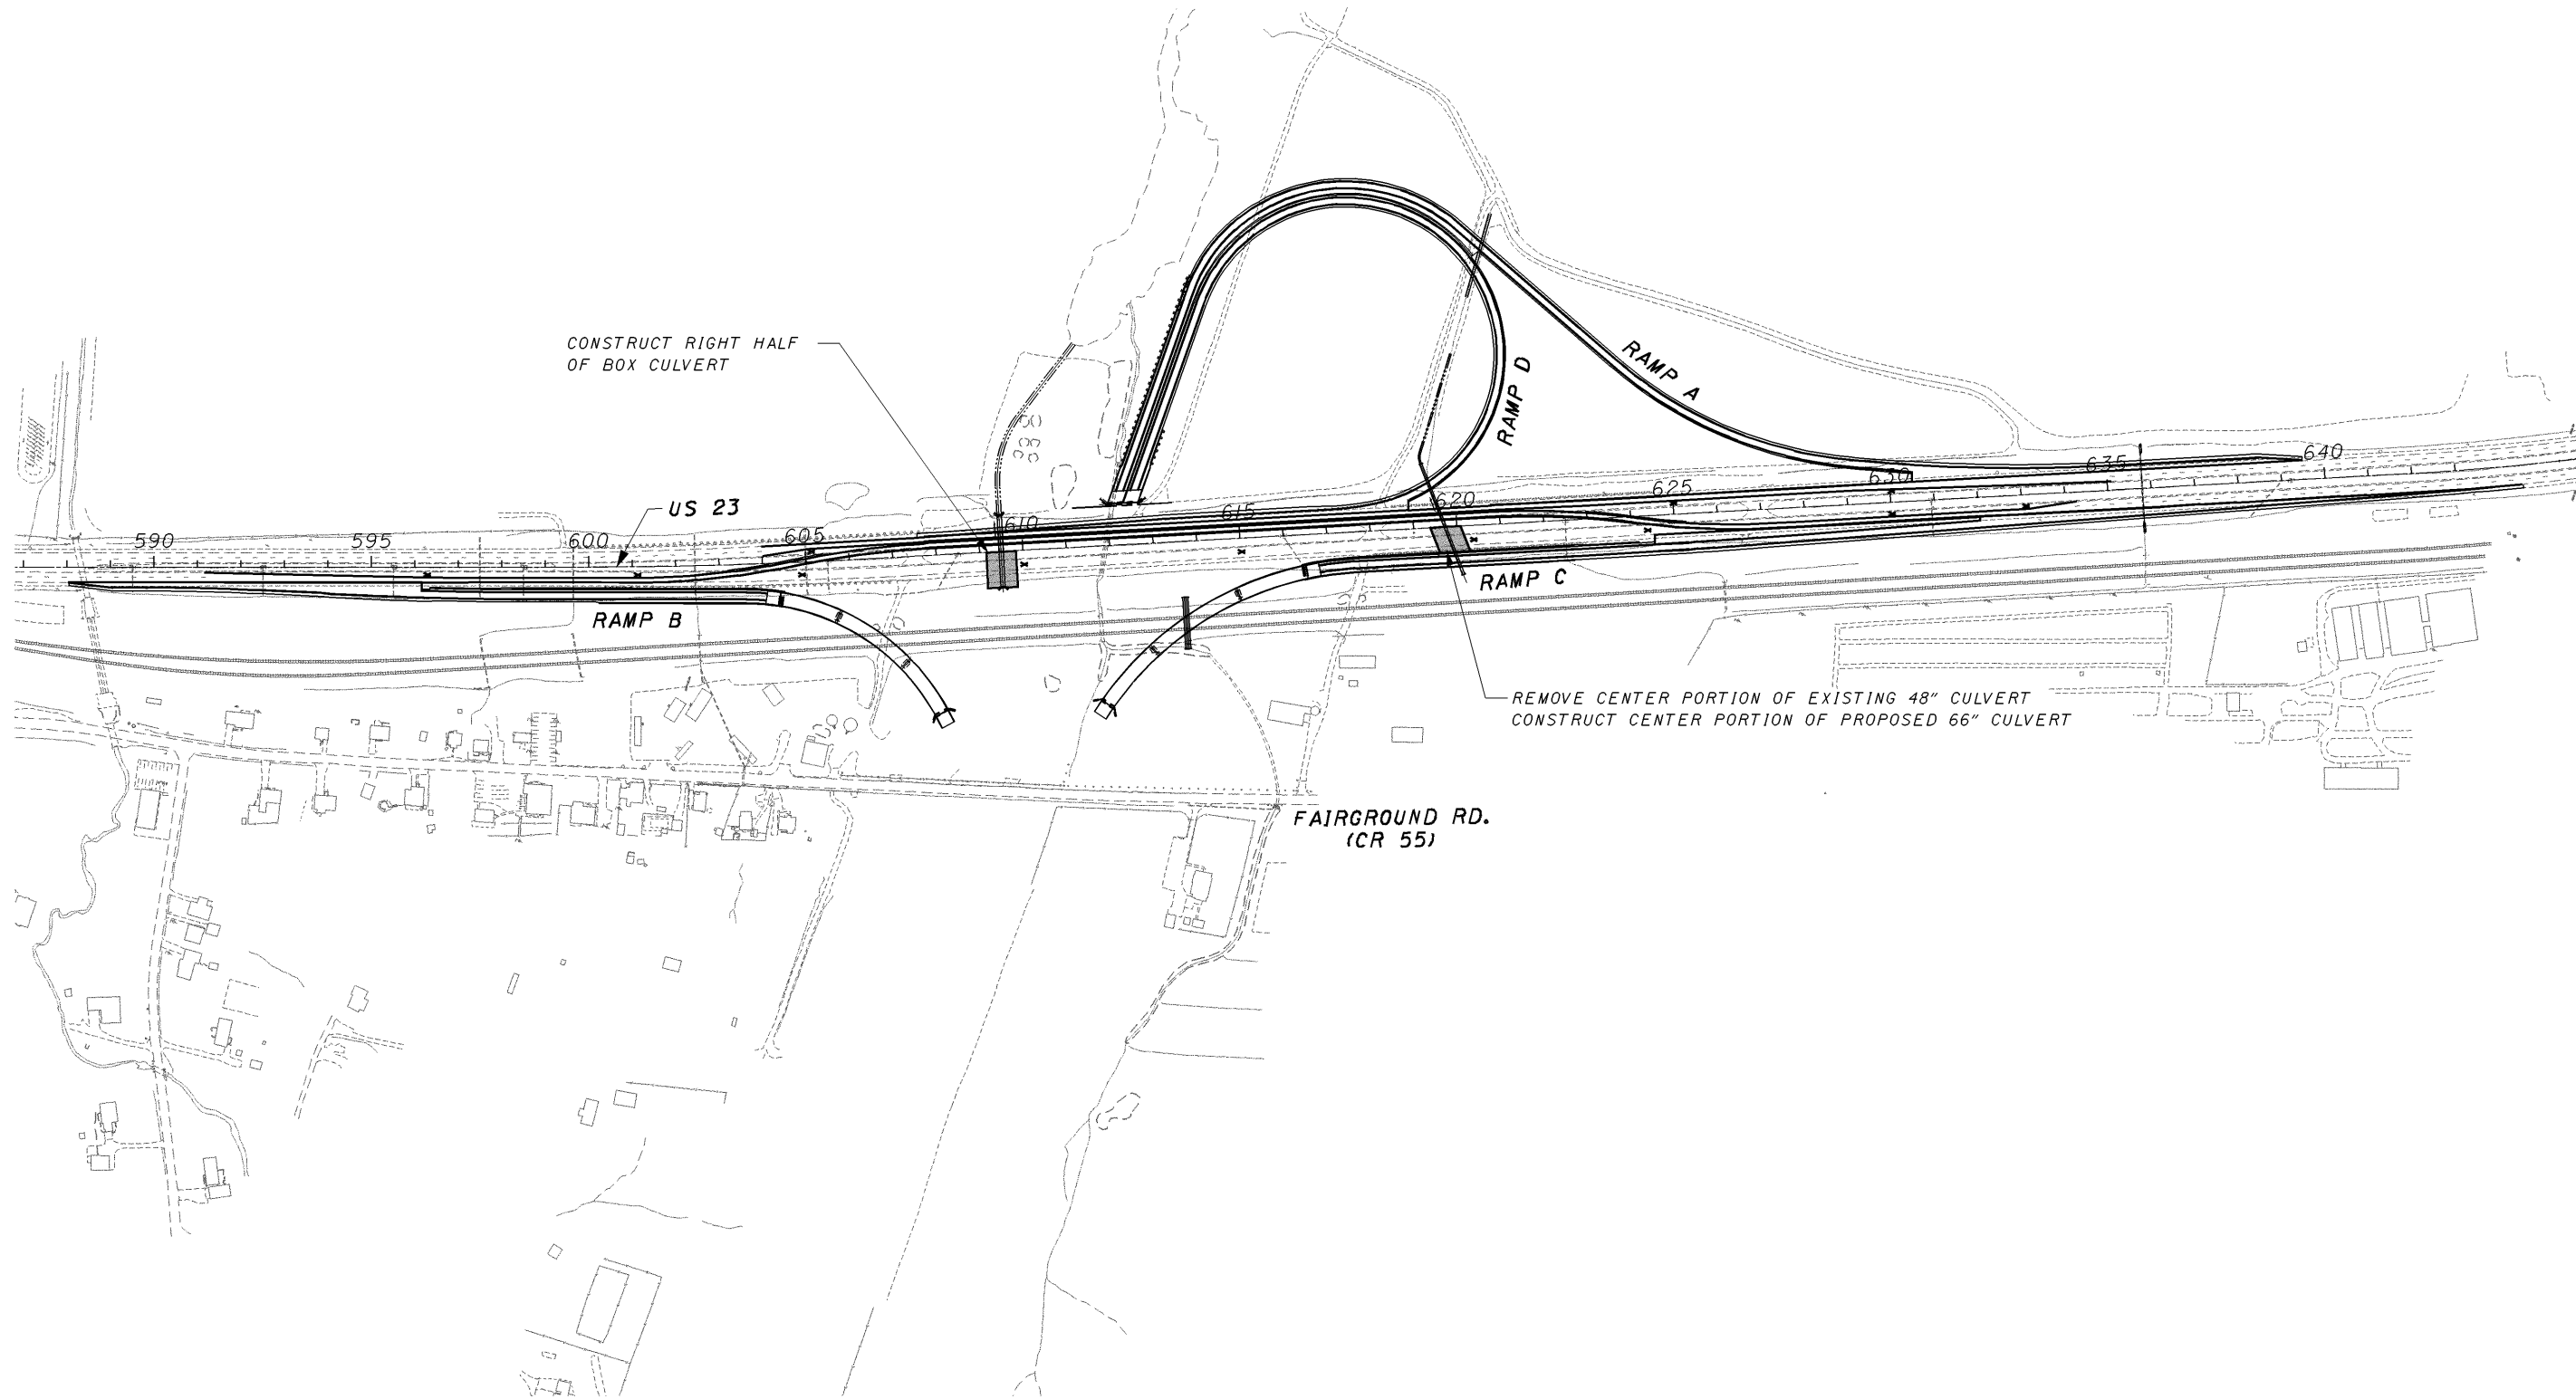 CONSTRUCT RIGHT HALF
OF BOX CULVERT
RAMP A
RAMP D
640
635
630
625
620
615
610
US 23
605
600
595
590
RAMP C
RAMP B
REMOVE CENTER PORTION OF EXISTING 48" CULVERT
CONSTRUCT CENTER PORTION OF PROPOSED 66" CULVERT
FAIRGROUND RD.
(CR 55)